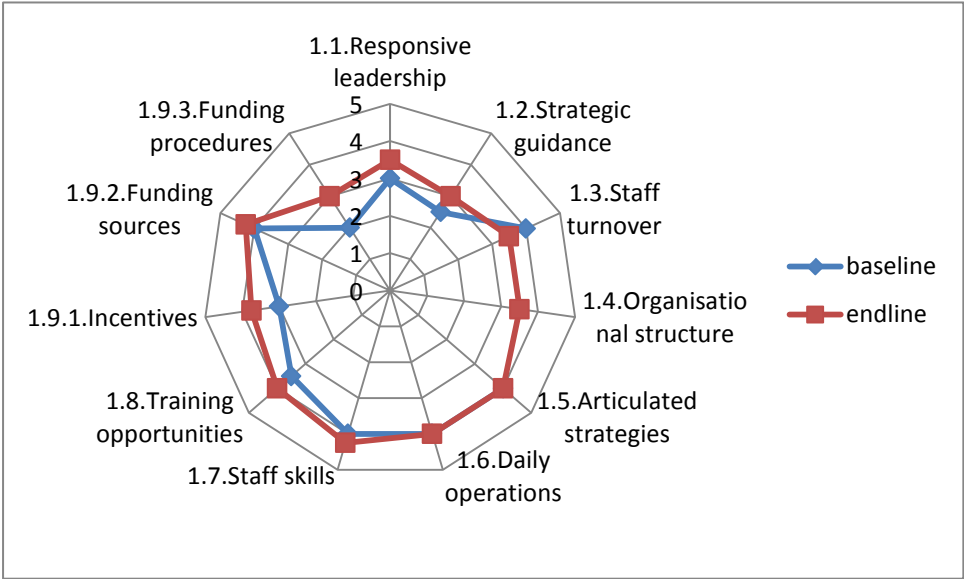 1.1.Responsive
leadership
1.2.Strategic
guidance
1.3.Staff
turnover
1.4.Organisatio
nal structure
1.5.Articulated
strategies
1.6.Daily
operations
1.7.Staff skills
1.8.Training
opportunities
1.9.1.Incentives
1.9.2.Funding
sources
1.9.3.Funding
procedures
5
4
3
2
1
0
baseline
endline